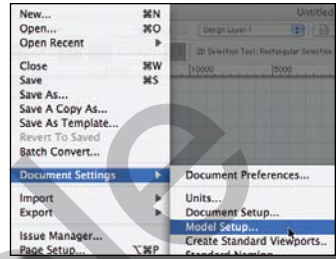 New... ⌘N
Untitled
Open... ⌘O
Design Layer-1
Open Recent
2D Selection Tool: Rectangular Selection
Close ⌘W
Save ⌘S
Save As...
Save A Copy As...
Save As Template...
Revert To Saved
Batch Convert...
Document Settings
Document Preferences...
Import
Units...
Export
Document Setup...
Model Setup...
Issue Manager...
Create Standard Viewports..
Page Setup... ⌥⌘P
Standard Naming